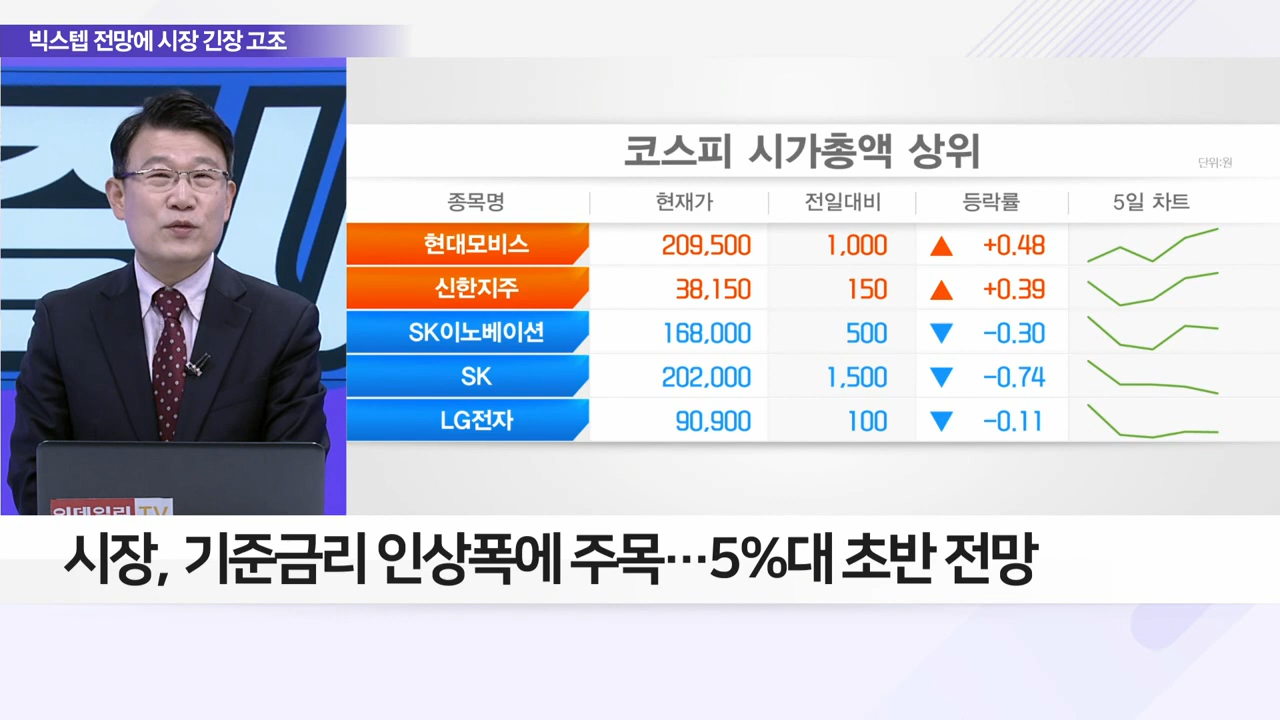 빅스텝 전망에 시장 긴장 고조
코스피 시가총액 상위
단위:원
종목명 현재가 전일대비 등락률 5일 차트
현대모비스 209,500 1,000 ▲ +0.48
신한지주 38,150 150 ▲ +0.39
SK이노베이션 168,000 500 ▼ -0.30
SK 202,000 1,500 ▼ -0.74
LG전자 90,900 100 ▼ -0.11
이데일리 TV
시장, 기준금리 인상폭에 주목…5%대 초반 전망